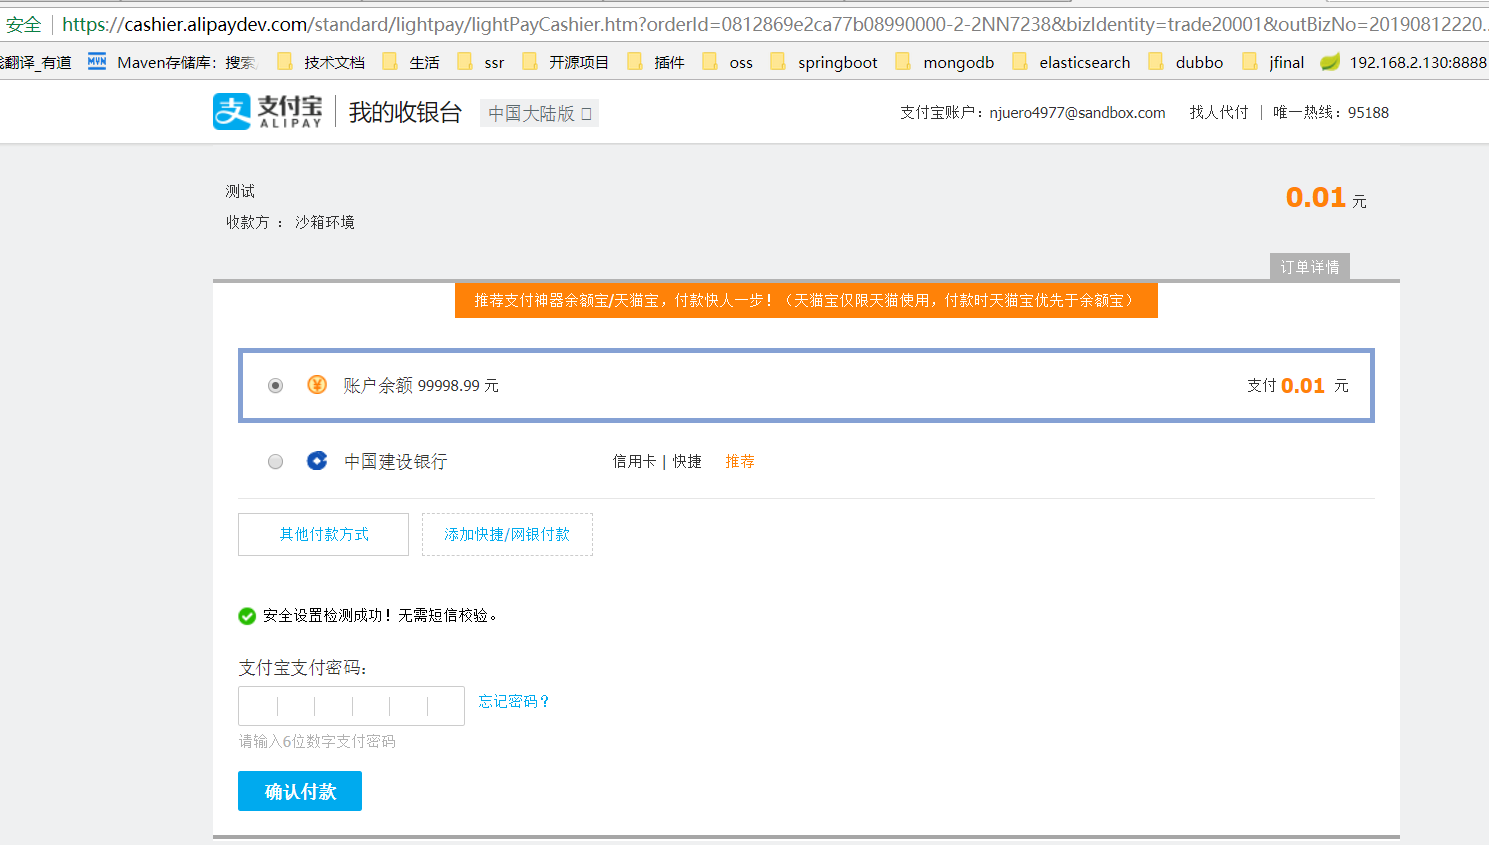 安全 https://cashier.alipaydev.com/standard/lightpay/lightPayCashier.htm?orderId=0812869e2ca77b08990000-2-2NN7238&bizIdentity=trade20001&outBizNo=20190812220...
翻译_有道 MVN Maven存储库：搜索 技术文档 生活 ssr 开源项目 插件 oss springboot mongodb elasticsearch dubbo jfinal 192.168.2.130:8888
支 支付宝 ALIPAY 我的收银台 中国大陆版 支付宝账户：njuero4977@sandbox.com 找人代付 | 唯一热线：95188
测试 0.01 元
收款方 ： 沙箱环境
订单详情
推荐支付神器余额宝/天猫宝，付款快人一步！（天猫宝仅限天猫使用，付款时天猫宝优先于余额宝）
账户余额 99998.99 元 支付 0.01 元
中国建设银行 信用卡 | 快捷 推荐
其他付款方式 添加快捷/网银付款
安全设置检测成功！无需短信校验。
支付宝支付密码：
忘记密码？
请输入6位数字支付密码
确认付款